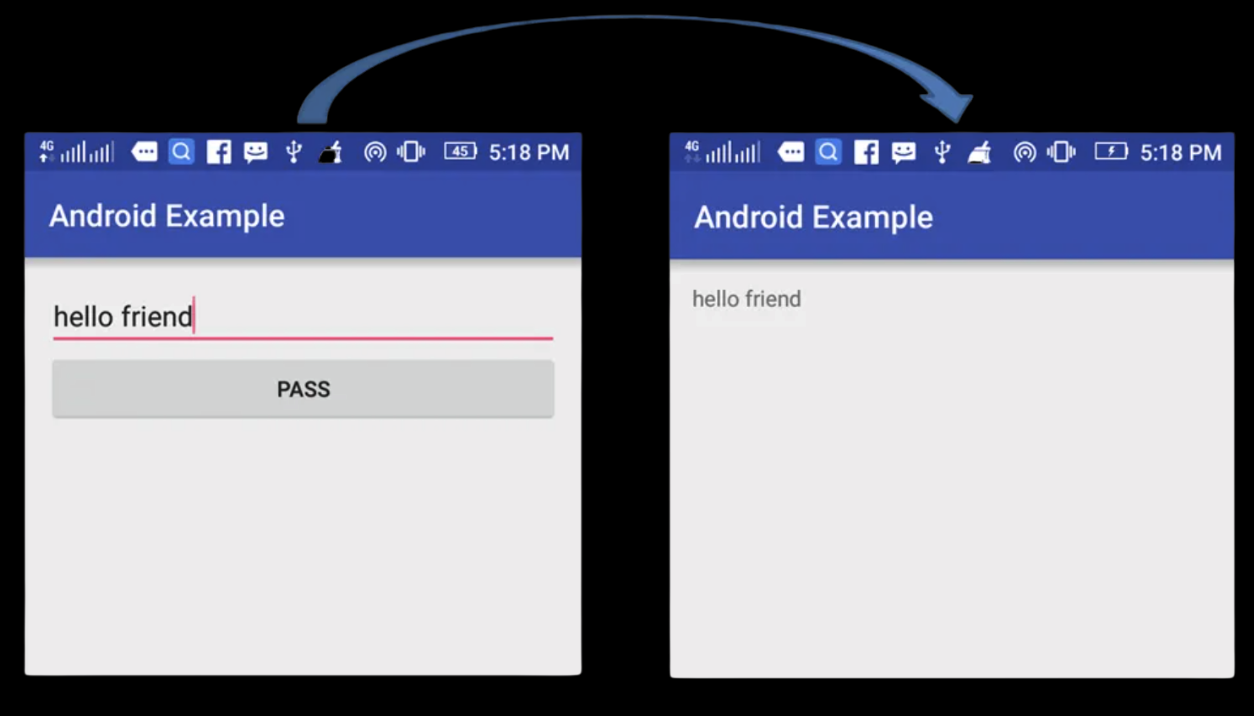 4G 45 5:18 PM
Android Example
hello friend
PASS
4G 5:18 PM
Android Example
hello friend